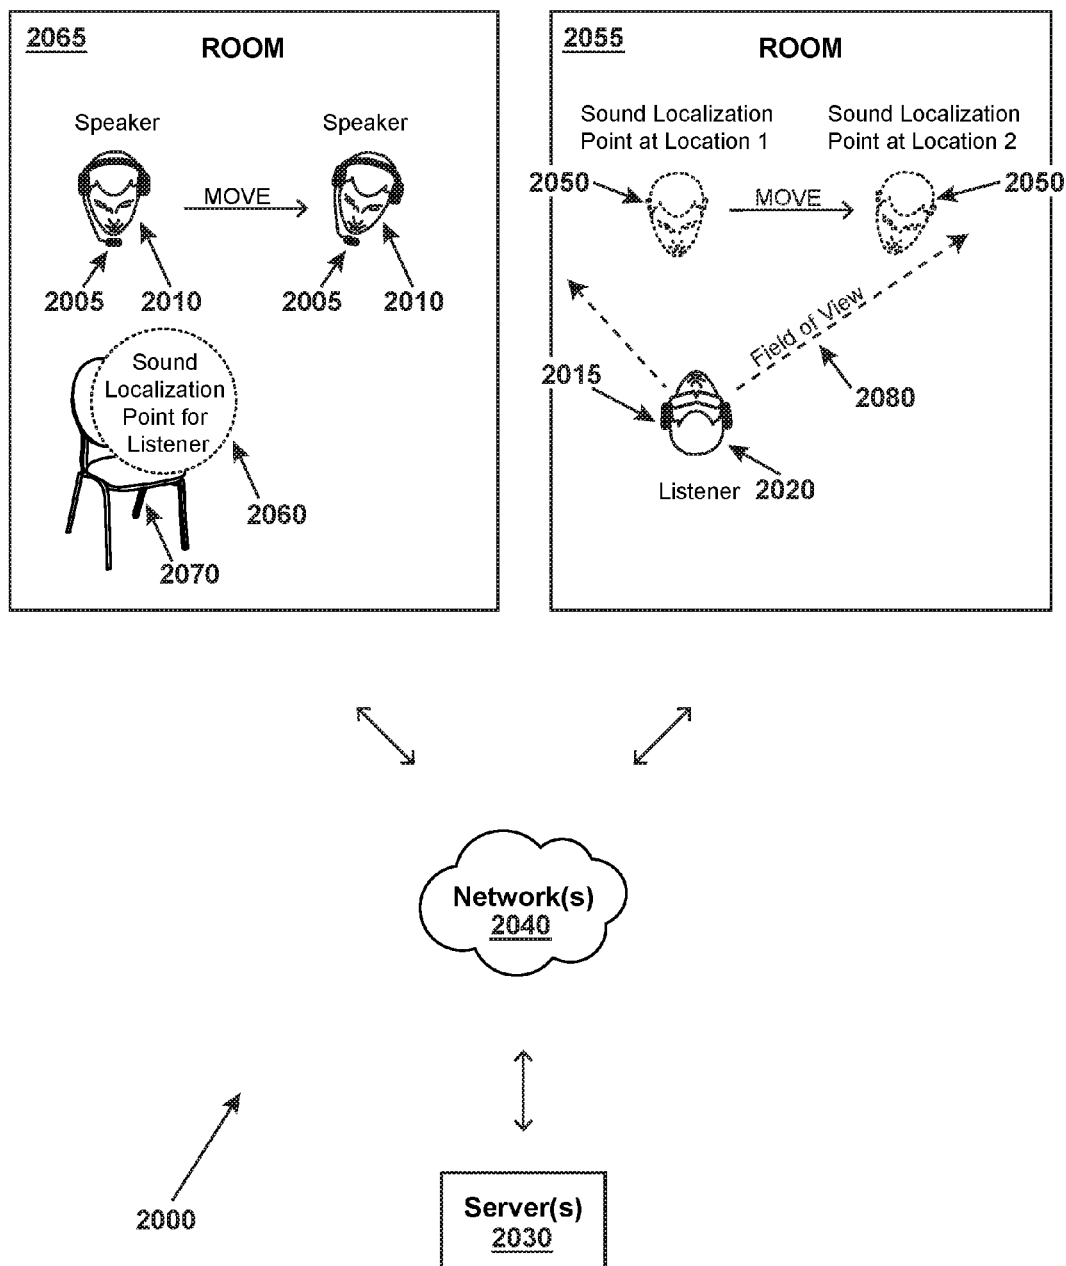 2065
ROOM
Speaker
Speaker
MOVE
2005
2010
2005
2010
Sound
Localization
Point for
Listener
2060
2070
2055
ROOM
Sound Localization
Point at Location 1
Sound Localization
Point at Location 2
2050
MOVE
2050
Field of View
2015
2080
Listener
2020
Network(s)
2040
2000
Server(s)
2030